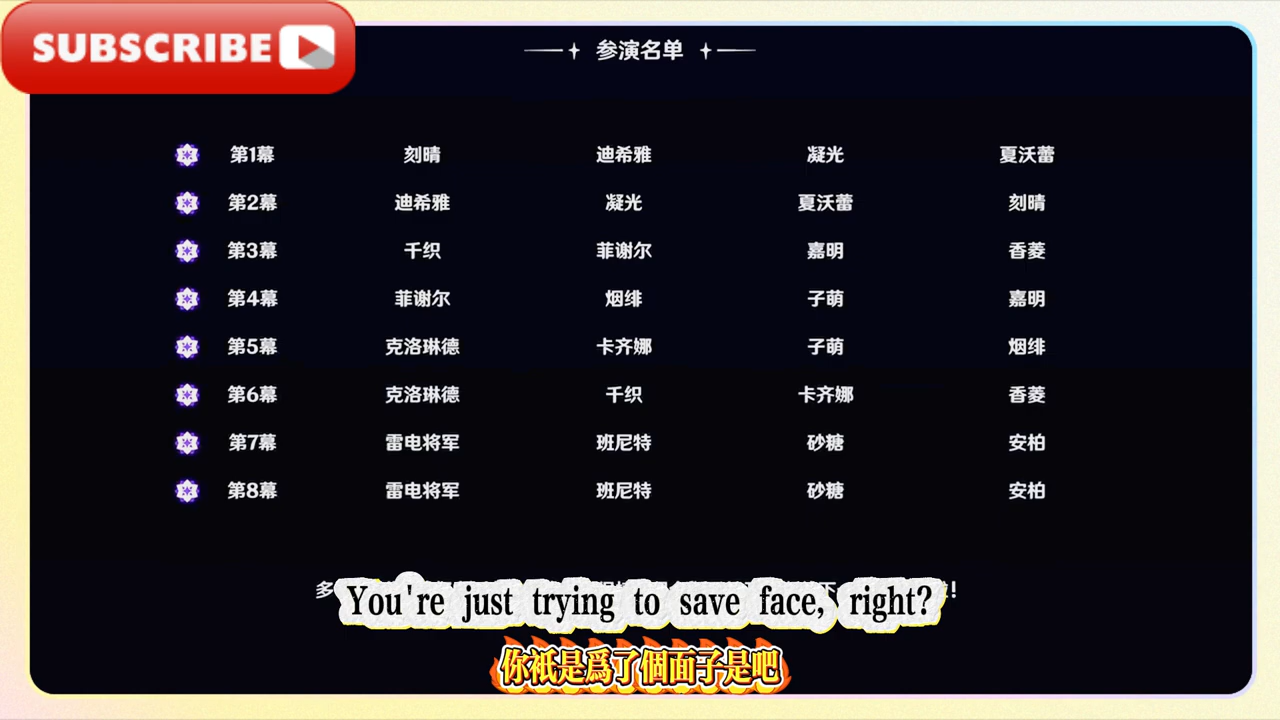 SUBSCRIBE
参演名单
第1幕 刻晴 迪希雅 凝光 夏沃蕾
第2幕 迪希雅 凝光 夏沃蕾 刻晴
第3幕 千织 菲谢尔 嘉明 香菱
第4幕 菲谢尔 烟绯 子萌 嘉明
第5幕 克洛琳德 卡齐娜 子萌 烟绯
第6幕 克洛琳德 千织 卡齐娜 香菱
第7幕 雷电将军 班尼特 砂糖 安柏
第8幕 雷电将军 班尼特 砂糖 安柏
多
You're just trying to save face, right?
你祇是爲了個面子是吧